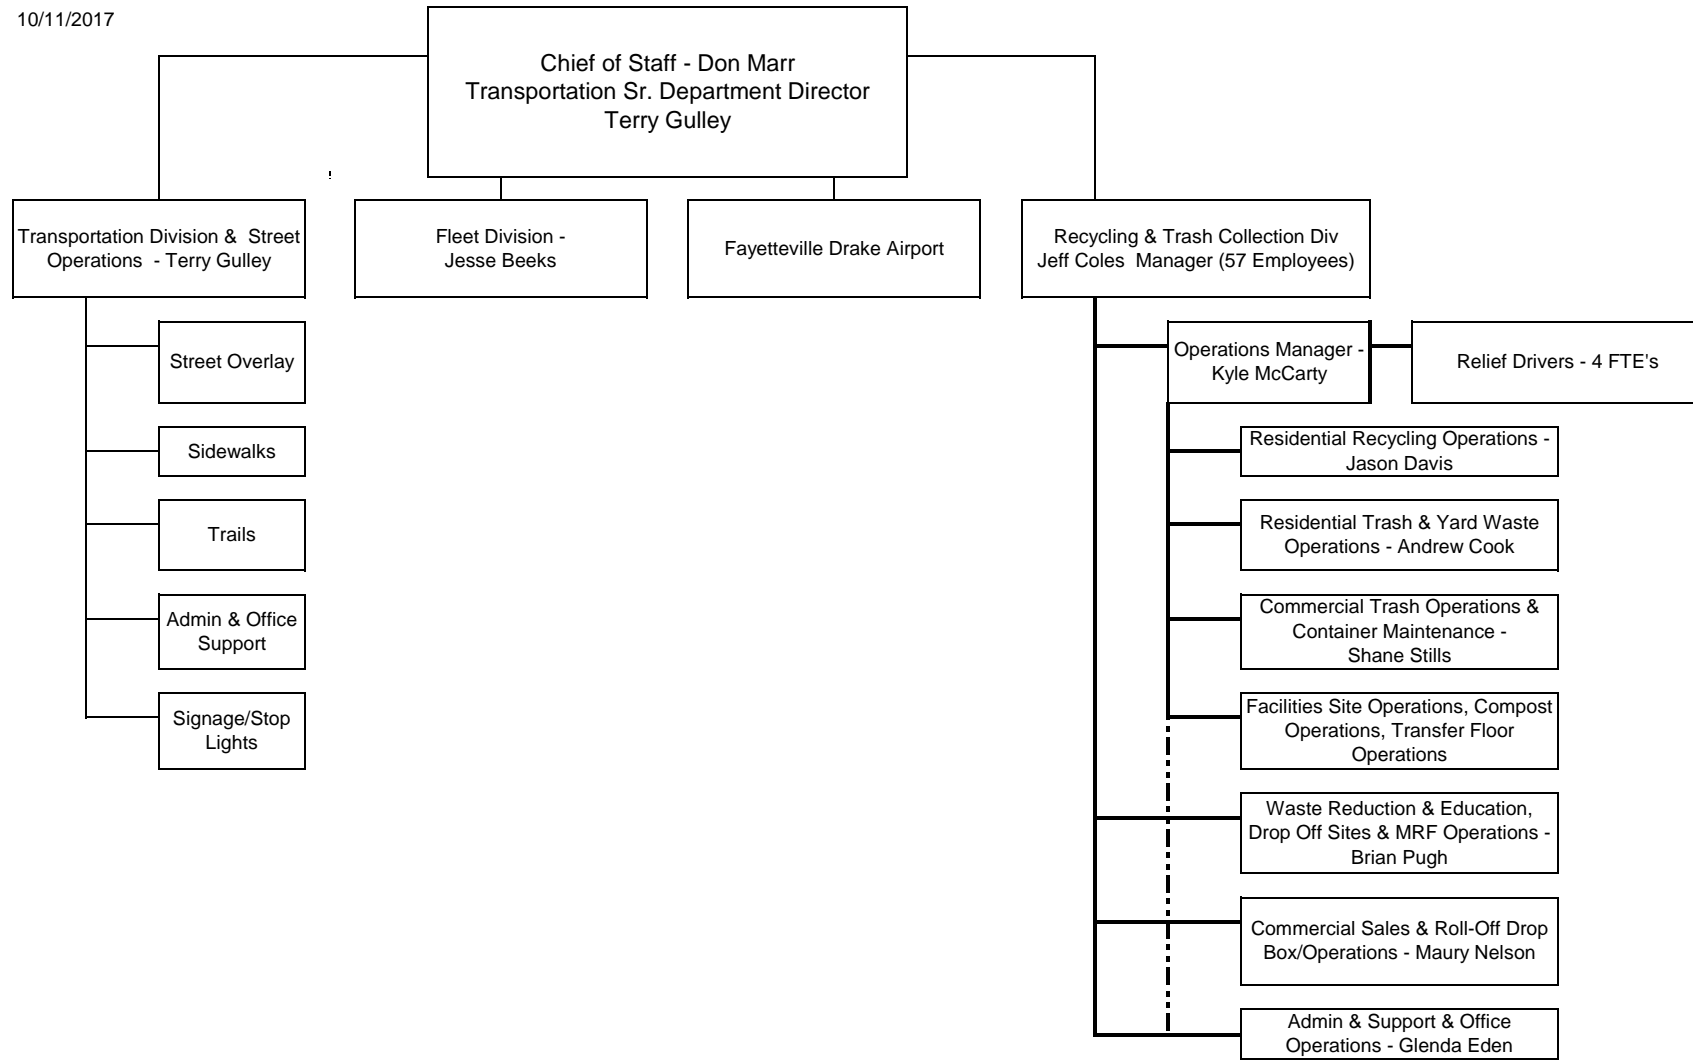 10/11/2017
Chief of Staff - Don Marr
Transportation Sr. Department Director
Terry Gulley
Transportation Division & Street
Operations - Terry Gulley
Fleet Division -
Jesse Beeks
Fayetteville Drake Airport
Recycling & Trash Collection Div
Jeff Coles Manager (57 Employees)
Street Overlay
Sidewalks
Trails
Admin & Office
Support
Signage/Stop
Lights
Operations Manager -
Kyle McCarty
Relief Drivers - 4 FTE's
Residential Recycling Operations -
Jason Davis
Residential Trash & Yard Waste
Operations - Andrew Cook
Commercial Trash Operations &
Container Maintenance -
Shane Stills
Facilities Site Operations, Compost
Operations, Transfer Floor
Operations
Waste Reduction & Education,
Drop Off Sites & MRF Operations -
Brian Pugh
Commercial Sales & Roll-Off Drop
Box/Operations - Maury Nelson
Admin & Support & Office
Operations - Glenda Eden